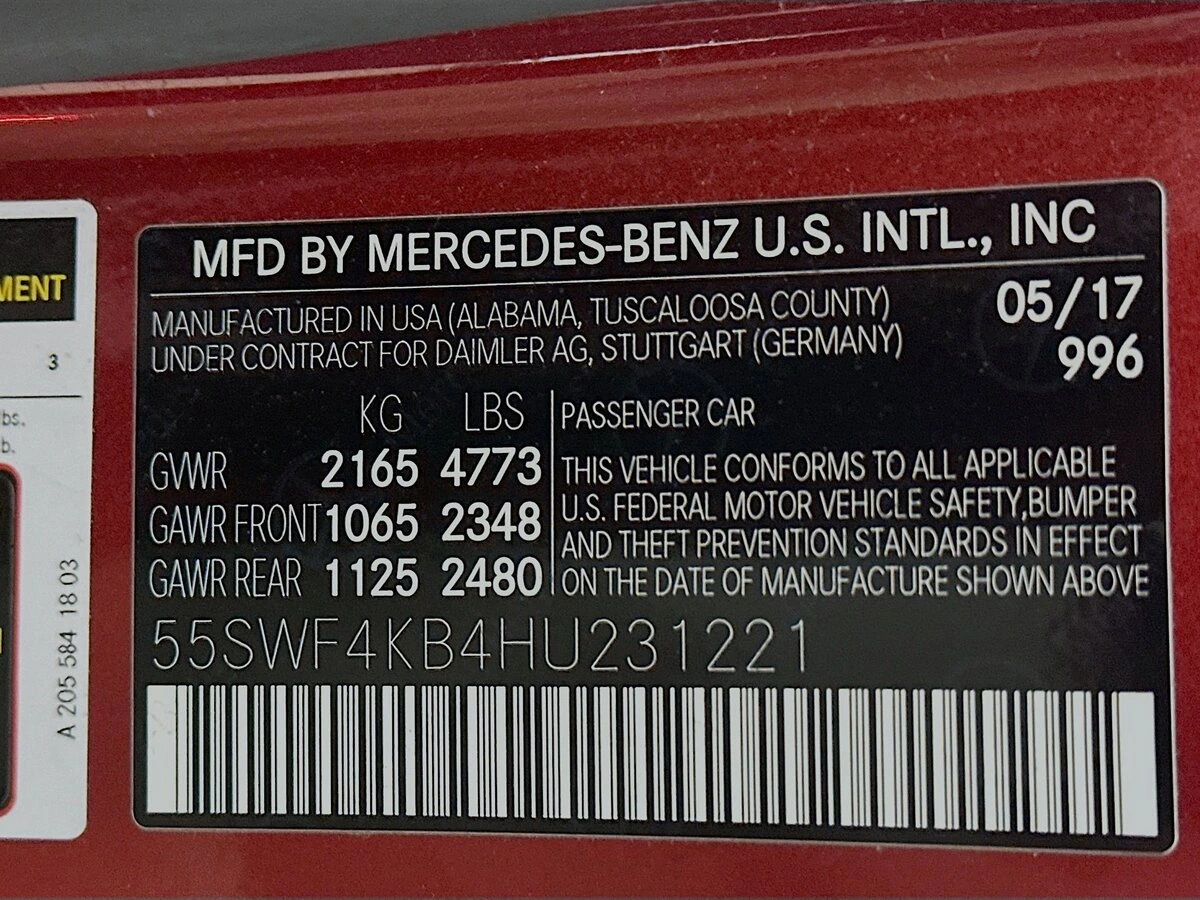 MENT
3
bs.
b.
A 205 584 18 03
MFD BY MERCEDES-BENZ U.S. INTL., INC
MANUFACTURED IN USA (ALABAMA, TUSCALOOSA COUNTY) 05/17
UNDER CONTRACT FOR DAIMLER AG, STUTTGART (GERMANY) 996
KG LBS
GVWR 2165 4773
GAWR FRONT 1065 2348
GAWR REAR 1125 2480
PASSENGER CAR
THIS VEHICLE CONFORMS TO ALL APPLICABLE
U.S. FEDERAL MOTOR VEHICLE SAFETY,BUMPER
AND THEFT PREVENTION STANDARDS IN EFFECT
ON THE DATE OF MANUFACTURE SHOWN ABOVE
55SWF4KB4HU231221